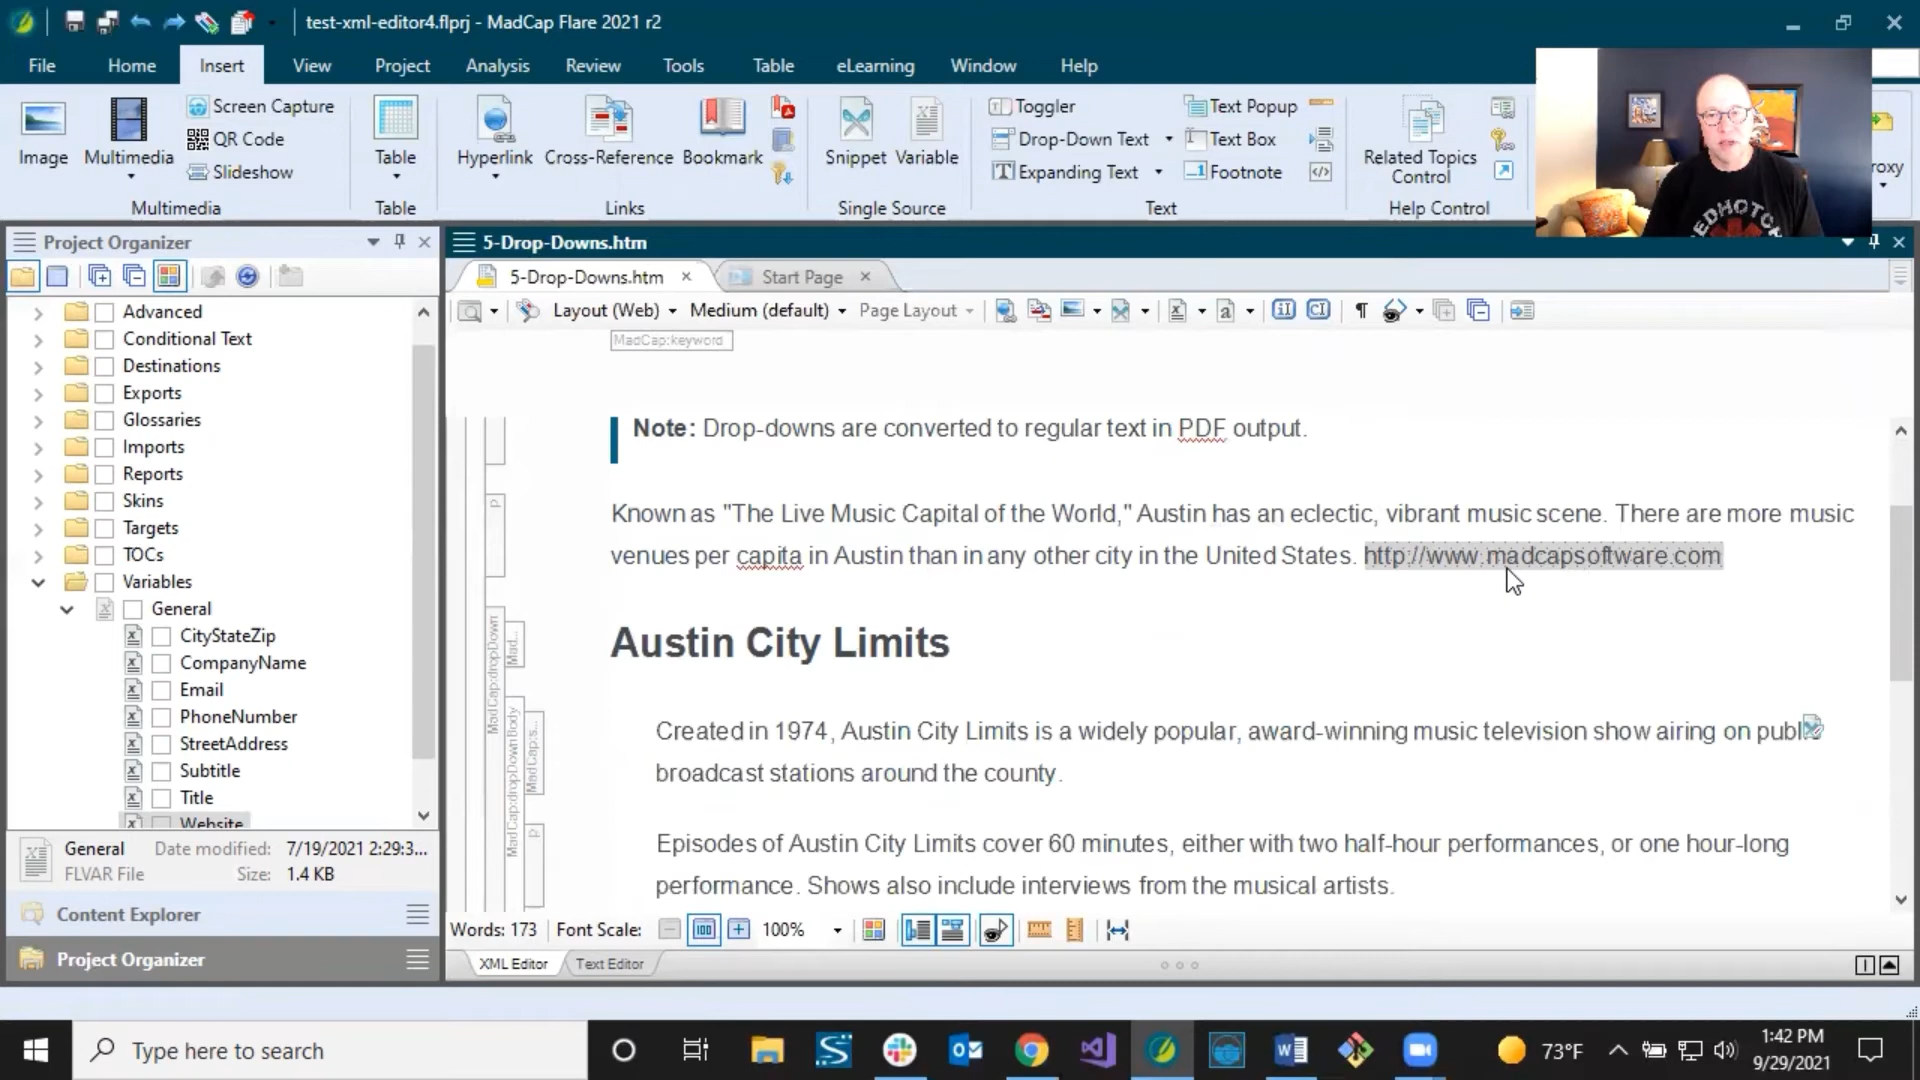 test-xml-editor4.flprj - MadCap Flare 2021 r2
File Home Insert View Project Analysis Review Tools Table eLearning Window Help
Image
Multimedia
Screen Capture
QR Code
Slideshow
Multimedia
Table
Table
Hyperlink
Cross-Reference
Bookmark
Links
Snippet
Variable
Single Source
Toggler
Drop-Down Text
Expanding Text
Text Popup
Text Box
Footnote
Text
Related Topics
Control
Help Control
roxy
Project Organizer
Advanced
Conditional Text
Destinations
Exports
Glossaries
Imports
Reports
Skins
Targets
TOCs
Variables
General
CityStateZip
CompanyName
Email
PhoneNumber
StreetAddress
Subtitle
Title
Website
General Date modified: 7/19/2021 2:29:3...
FLVAR File Size: 1.4 KB
Content Explorer
Project Organizer
5-Drop-Downs.htm
5-Drop-Downs.htm Start Page
Layout (Web) Medium (default) Page Layout
MadCap:keyword
Note: Drop-downs are converted to regular text in PDF output.
p
Known as "The Live Music Capital of the World," Austin has an eclectic, vibrant music scene. There are more music
venues per capita in Austin than in any other city in the United States. http://www.madcapsoftware.com
MadCap:dropDown
Mad...
Austin City Limits
MadCap:dropDownBody
MadCap:s...
Created in 1974, Austin City Limits is a widely popular, award-winning music television show airing on public
broadcast stations around the county.
p
Episodes of Austin City Limits cover 60 minutes, either with two half-hour performances, or one hour-long
performance. Shows also include interviews from the musical artists.
Words: 173 Font Scale: 100 100%
XML Editor Text Editor
Type here to search
73°F
1:42 PM
9/29/2021